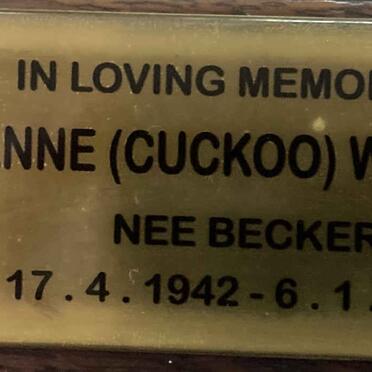 IN LOVING MEMO
NNE (CUCKOO) W
NEE BECKER
17.4.1942-6.1